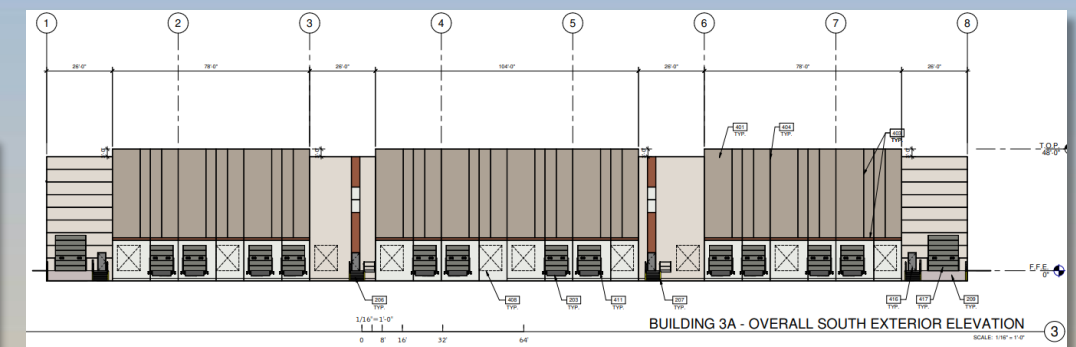 1 2 3 4 5 6 7 8
26'-0" 78'-0" 26'-0" 104'-0" 26'-0" 78'-0" 26'-0"
401 TYP. 404 TYP. 403 TYP.
T.O.P.
48'-0"
F.F.E.
0"
206 TYP. 408 TYP. 203 TYP. 411 TYP. 207 TYP. 416 TYP. 417 TYP. 209 TYP.
1/16"=1'-0"
0 8' 16' 32' 64'
BUILDING 3A - OVERALL SOUTH EXTERIOR ELEVATION
SCALE: 1/16" = 1'-0"
3